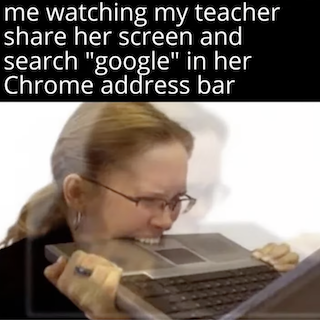 me watching my teacher
share her screen and
search "google" in her
Chrome address bar